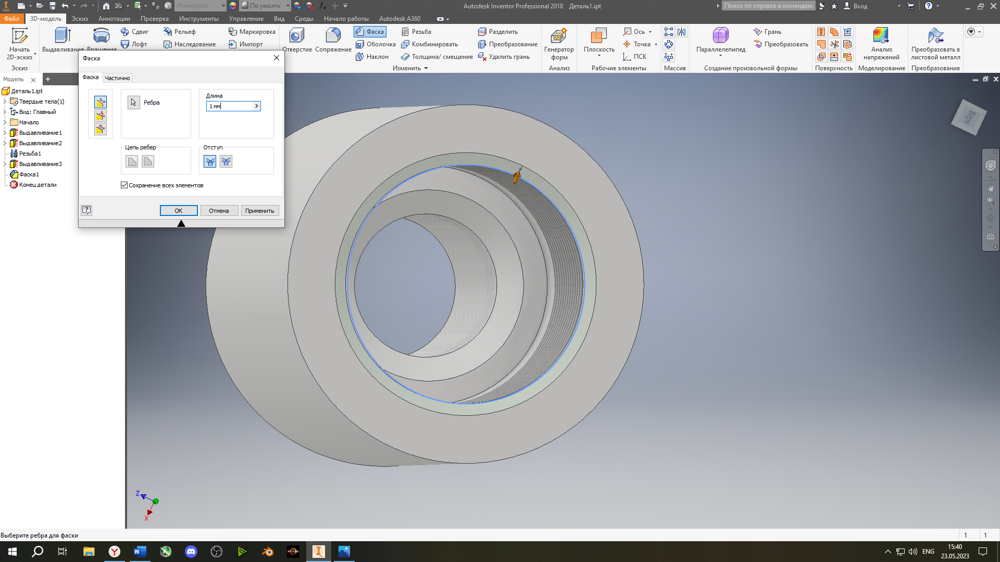 PRO
Материал
По умолча
fx
Autodesk Inventor Professional 2018 Деталь1.ipt
Поиск по справке и командам.
Вход
Файл 3D-модель Эскиз Аннотации Проверка Инструменты Управление Вид Среды Начало работы Autodesk A360
Начать
2D-эскиз
Эскиз
Выдавливание
Вращение
Сдвиг
Лофт
Рельеф
Наследование
Маркировка
Импорт
Отверстие
Сопряжение
Фаска
Оболочка
Наклон
Резьба
Комбинировать
Толщина/ смещение
Разделить
Преобразование
Удалить грань
Изменить
Генератор
форм
Анализ
Плоскость
Ось
Точка
ПСК
Рабочие элементы
Массив
Параллелепипед
Грань
Преобразовать
Создание произвольной формы
Поверхность
Анализ
напряжений
Моделирование
Преобразовать в
листовой металл
Преобразование
Модель
Деталь1.ipt
Твердые тела(1)
Вид: Главный
Начало
Выдавливание1
Выдавливание2
Резьба1
Выдавливание3
Фаска1
Конец детали
Фаска
Фаска Частично
Ребра
Длина
1 мм
Цепь ребер
Отступ
Сохранение всех элементов
ОК Отмена Применить
Верх
Z
X
Выберите ребра для фаски
1 1
RYZEN
ENG
15:40
23.05.2023